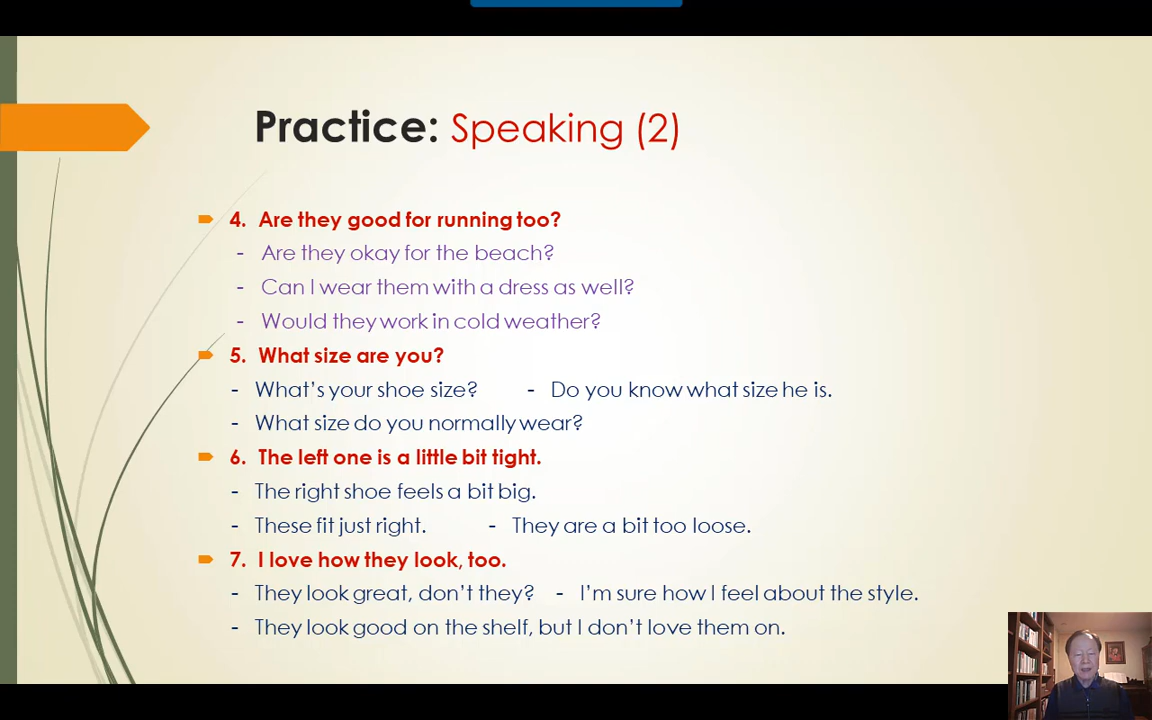 Practice: Speaking (2)
4. Are they good for running too?
- Are they okay for the beach?
- Can I wear them with a dress as well?
- Would they work in cold weather?
5. What size are you?
- What's your shoe size? - Do you know what size he is.
- What size do you normally wear?
6. The left one is a little bit tight.
- The right shoe feels a bit big.
- These fit just right. - They are a bit too loose.
7. I love how they look, too.
- They look great, don't they? - I'm sure how I feel about the style.
- They look good on the shelf, but I don't love them on.